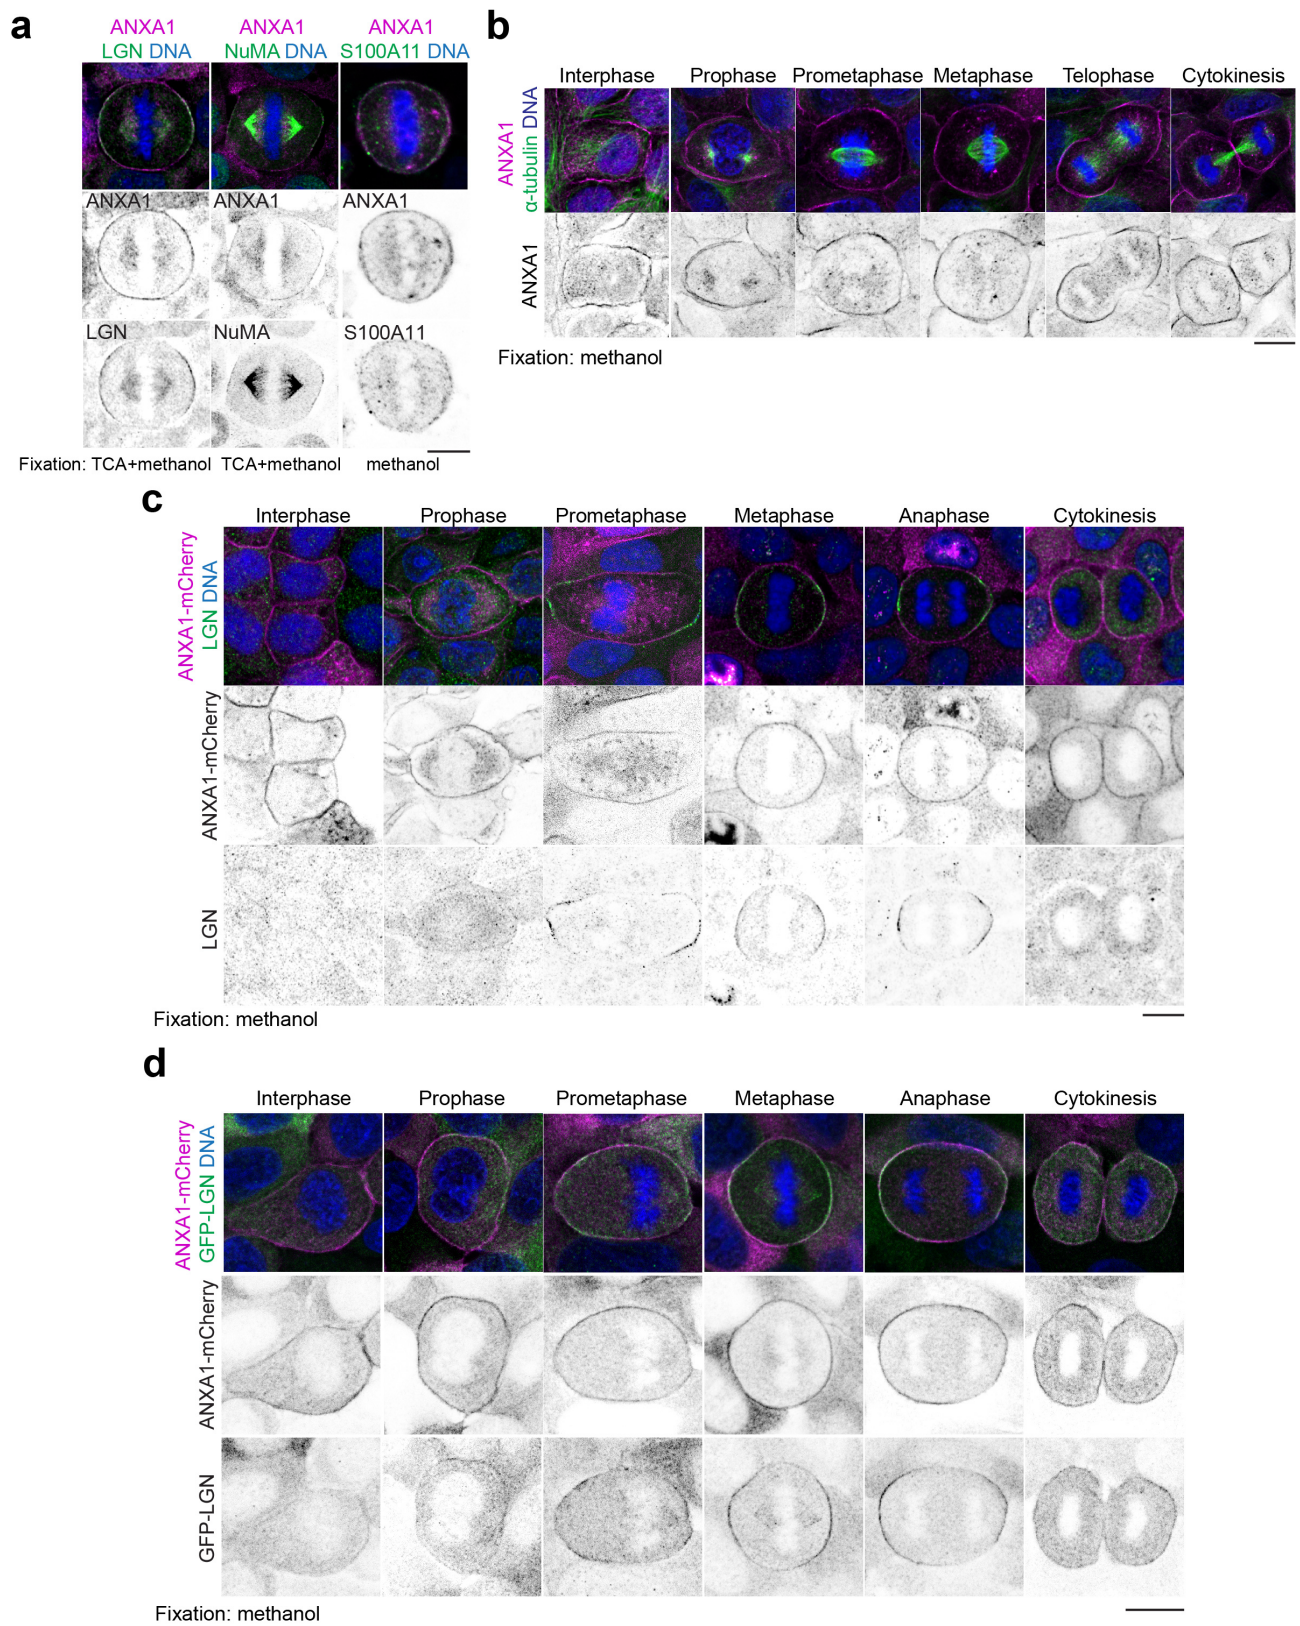 a
ANXA1
LGN DNA
ANXA1
NuMA DNA
ANXA1
S100A11 DNA
ANXA1
ANXA1
ANXA1
LGN
NuMA
S100A11
Fixation: TCA+methanol TCA+methanol methanol
b
Interphase Prophase Prometaphase Metaphase Telophase Cytokinesis
ANXA1
α-tubulin DNA
ANXA1
Fixation: methanol
c
Interphase Prophase Prometaphase Metaphase Anaphase Cytokinesis
ANXA1-mCherry
LGN DNA
ANXA1-mCherry
LGN
Fixation: methanol
d
Interphase Prophase Prometaphase Metaphase Anaphase Cytokinesis
ANXA1-mCherry
GFP-LGN DNA
ANXA1-mCherry
GFP-LGN
Fixation: methanol